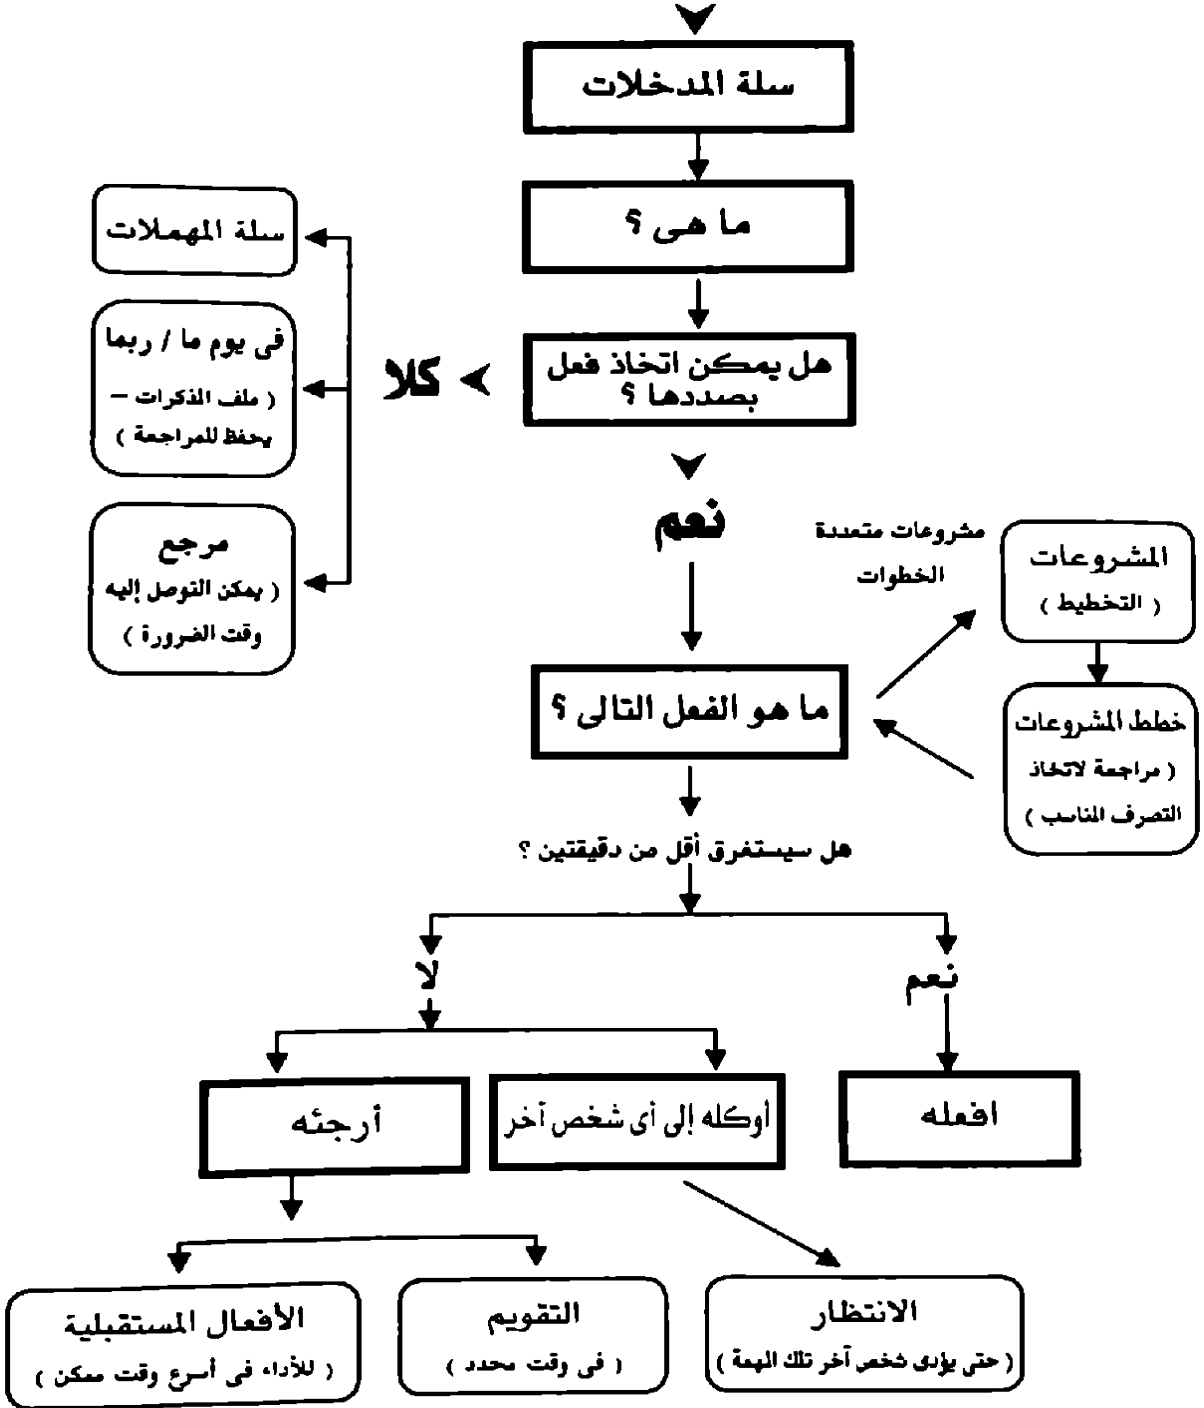 سلة المدخلات
ما هى ؟
هل يمكن اتخاذ فعل
بصددها ؟
كلا
سلة المهملات
فى يوم ما / ربما
( ملف المذكرات –
يحفظ للمراجعة )
مرجع
( يمكن التوصل إليه
وقت الضرورة )
نعم
مشروعات متعددة
الخطوات
المشروعات
( التخطيط )
خطط المشروعات
( مراجعة لاتخاذ
التصرف المناسب )
ما هو الفعل التالى ؟
هل سيستغرق أقل من دقيقتين ؟
نعم
لا
افعله
أوكله إلى أى شخص آخر
أرجئه
الانتظار
( حتى يؤدى شخص آخر تلك المهمة )
التقويم
( فى وقت محدد )
الأفعال المستقبلية
( للأداء فى أسرع وقت ممكن )